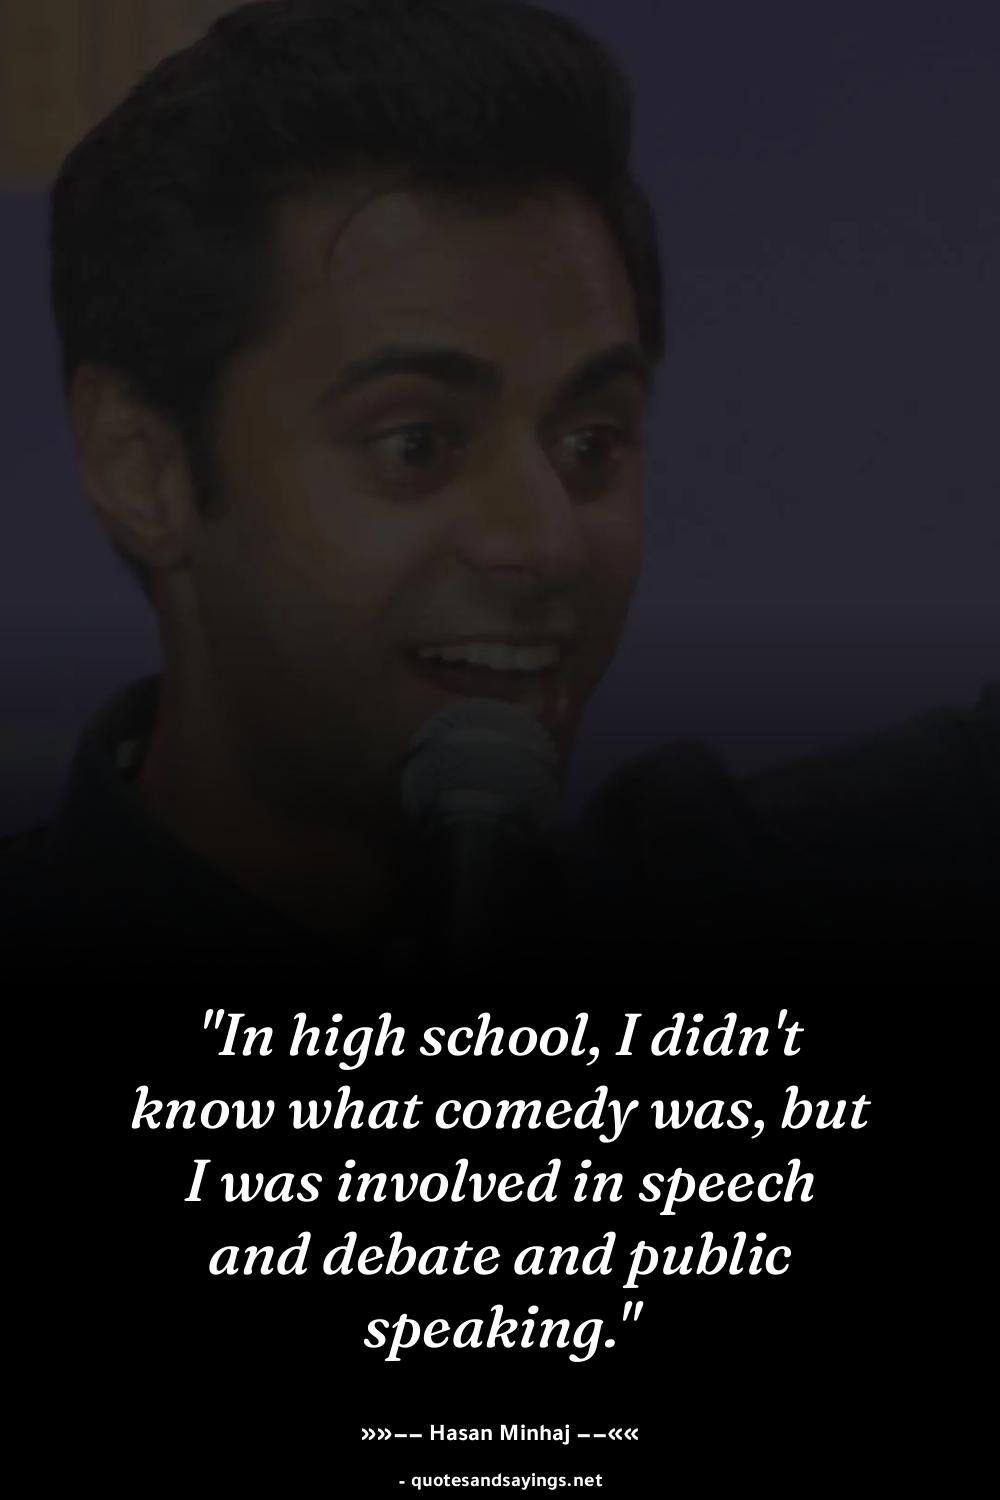 "In high school, I didn't
know what comedy was, but
I was involved in speech
and debate and public
speaking."
»»−− Hasan Minhaj −−««
- quotesandsayings.net